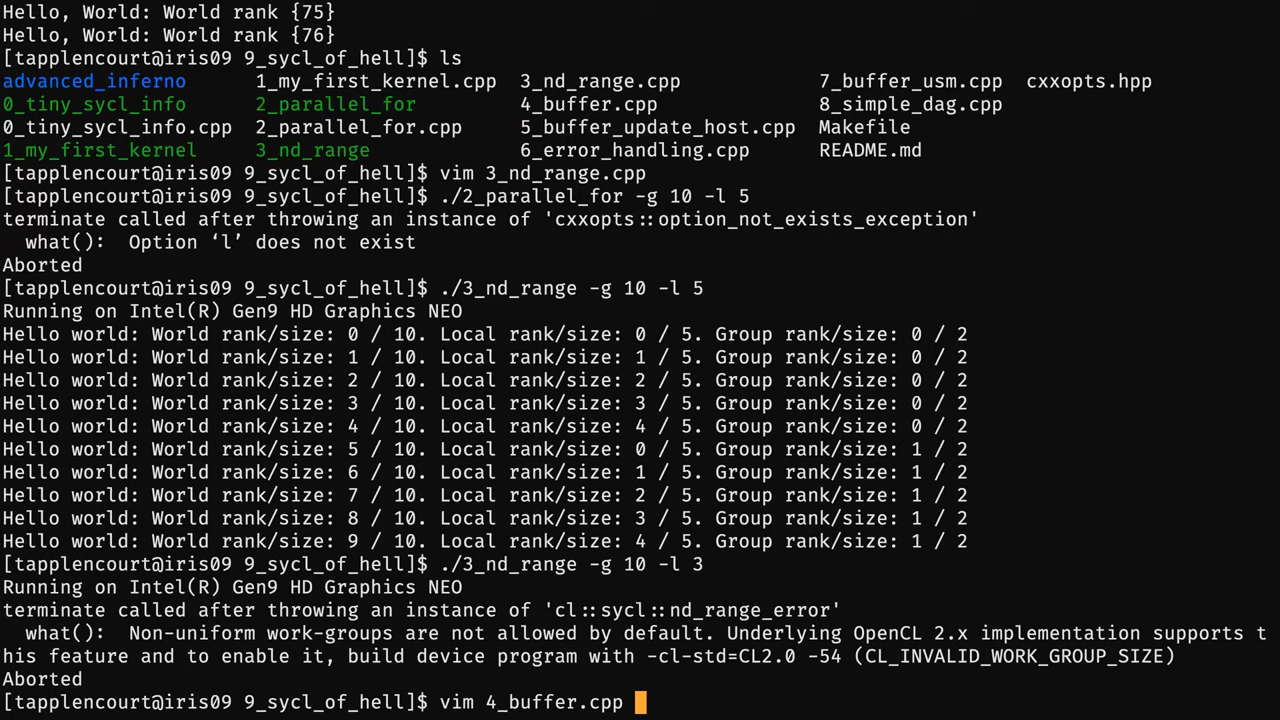 Hello, World: World rank {75}
Hello, World: World rank {76}
[tapplencourt@iris09 9_sycl_of_hell]$ ls
advanced_inferno 1_my_first_kernel.cpp 3_nd_range.cpp 7_buffer_usm.cpp cxxopts.hpp
0_tiny_sycl_info 2_parallel_for 4_buffer.cpp 8_simple_dag.cpp
0_tiny_sycl_info.cpp 2_parallel_for.cpp 5_buffer_update_host.cpp Makefile
1_my_first_kernel 3_nd_range 6_error_handling.cpp README.md
[tapplencourt@iris09 9_sycl_of_hell]$ vim 3_nd_range.cpp
[tapplencourt@iris09 9_sycl_of_hell]$ ./2_parallel_for -g 10 -l 5
terminate called after throwing an instance of 'cxxopts::option_not_exists_exception'
what(): Option ‘l’ does not exist
Aborted
[tapplencourt@iris09 9_sycl_of_hell]$ ./3_nd_range -g 10 -l 5
Running on Intel(R) Gen9 HD Graphics NEO
Hello world: World rank/size: 0 / 10. Local rank/size: 0 / 5. Group rank/size: 0 / 2
Hello world: World rank/size: 1 / 10. Local rank/size: 1 / 5. Group rank/size: 0 / 2
Hello world: World rank/size: 2 / 10. Local rank/size: 2 / 5. Group rank/size: 0 / 2
Hello world: World rank/size: 3 / 10. Local rank/size: 3 / 5. Group rank/size: 0 / 2
Hello world: World rank/size: 4 / 10. Local rank/size: 4 / 5. Group rank/size: 0 / 2
Hello world: World rank/size: 5 / 10. Local rank/size: 0 / 5. Group rank/size: 1 / 2
Hello world: World rank/size: 6 / 10. Local rank/size: 1 / 5. Group rank/size: 1 / 2
Hello world: World rank/size: 7 / 10. Local rank/size: 2 / 5. Group rank/size: 1 / 2
Hello world: World rank/size: 8 / 10. Local rank/size: 3 / 5. Group rank/size: 1 / 2
Hello world: World rank/size: 9 / 10. Local rank/size: 4 / 5. Group rank/size: 1 / 2
[tapplencourt@iris09 9_sycl_of_hell]$ ./3_nd_range -g 10 -l 3
Running on Intel(R) Gen9 HD Graphics NEO
terminate called after throwing an instance of 'cl::sycl::nd_range_error'
what(): Non-uniform work-groups are not allowed by default. Underlying OpenCL 2.x implementation supports t
his feature and to enable it, build device program with -cl-std=CL2.0 -54 (CL_INVALID_WORK_GROUP_SIZE)
Aborted
[tapplencourt@iris09 9_sycl_of_hell]$ vim 4_buffer.cpp